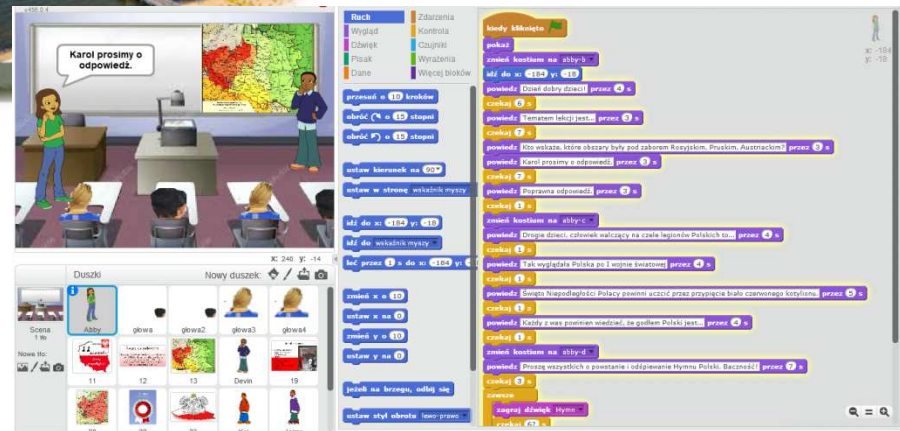 v458.0.4
Karol prosimy o
odpowiedź.
x: 240 y: -14
Duszki
Nowy duszek:
Scena
1 tło
Nowe tło:
Abby
głowa
głowa2
głowa3
głowa4
11
12
13
Devin
19
Ruch
Wygląd
Dźwięk
Pisak
Dane
Zdarzenia
Kontrola
Czujniki
Wyrażenia
Więcej bloków
przesuń o 10 kroków
obróć o 15 stopni
obróć o 15 stopni
ustaw kierunek na 90
ustaw w stronę wskaźnik myszy
idź do x: -184 y: -18
idź do wskaźnik myszy
leć przez 1 s do x: -184 y:
zmień x o 10
ustaw x na 0
zmień y o 10
ustaw y na 0
jeżeli na brzegu, odbij się
ustaw styl obrotu lewo-prawo
kiedy kliknięto
pokaż
zmień kostium na abby-b
idź do x: -184 y: -18
powiedz Dzień dobry dzieci! przez 4 s
czekaj 6 s
powiedz Tematem lekcji jest... przez 3 s
czekaj 7 s
powiedz Kto wskaże, które obszary były pod zaborem Rosyjskim, Pruskim, Austriackim? przez 3 s
powiedz Karol prosimy o odpowiedź. przez 3 s
czekaj 7 s
powiedz Poprawna odpowiedź. przez 3 s
czekaj 1 s
zmień kostium na abby-c
powiedz Drogie dzieci, człowiek walczący na czele legionów Polskich to... przez 4 s
czekaj 1 s
powiedz Tak wyglądała Polska po I wojnie światowej przez 4 s
czekaj 1 s
powiedz Święto Niepodległości Polacy powinni uczcić przez przypięcie biało czerwonego kotylionu. przez 5 s
czekaj 1 s
powiedz Każdy z was powinien wiedzieć, że godłem Polski jest... przez 4 s
czekaj 1 s
zmień kostium na abby-d
powiedz Proszę wszystkich o powstanie i odśpiewanie Hymnu Polski. Baczność! przez 7 s
czekaj 3 s
zawsze
zagraj dźwięk Hymn
czekaj 62 s
x: -184
y: -18